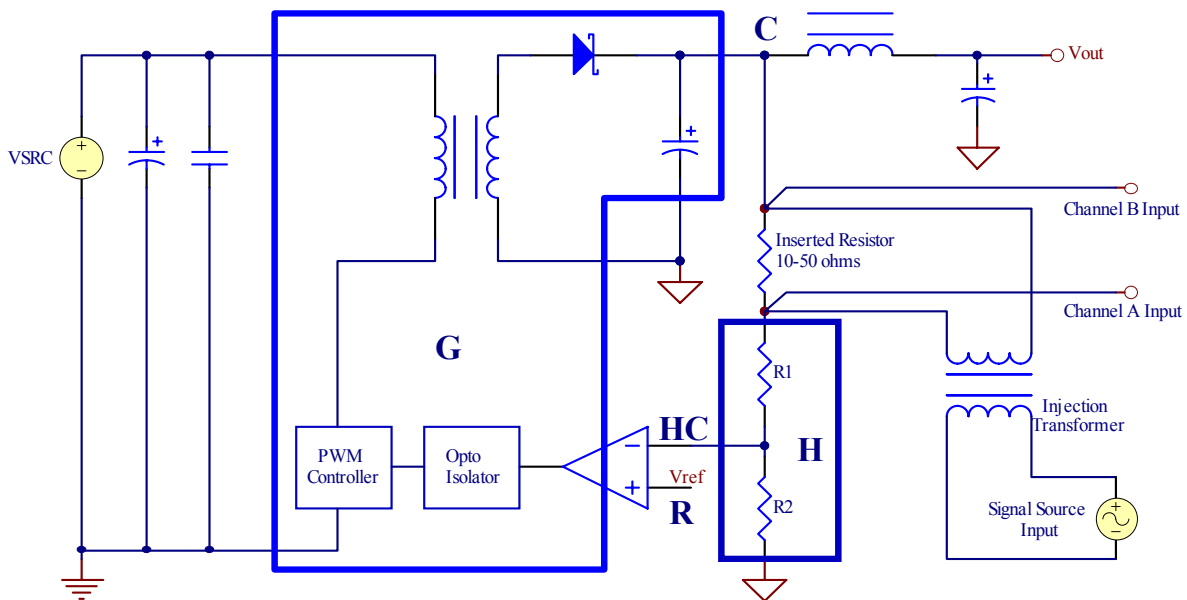 C
+
Vout
+
VSRC
+
−
+
+
Channel B Input
Inserted Resistor
10-50 ohms
Channel A Input
G
R1
Injection
Transformer
HC
H
PWM
Controller
Opto
Isolator
−
+
Vref
R
R2
Signal Source
Input
+
−